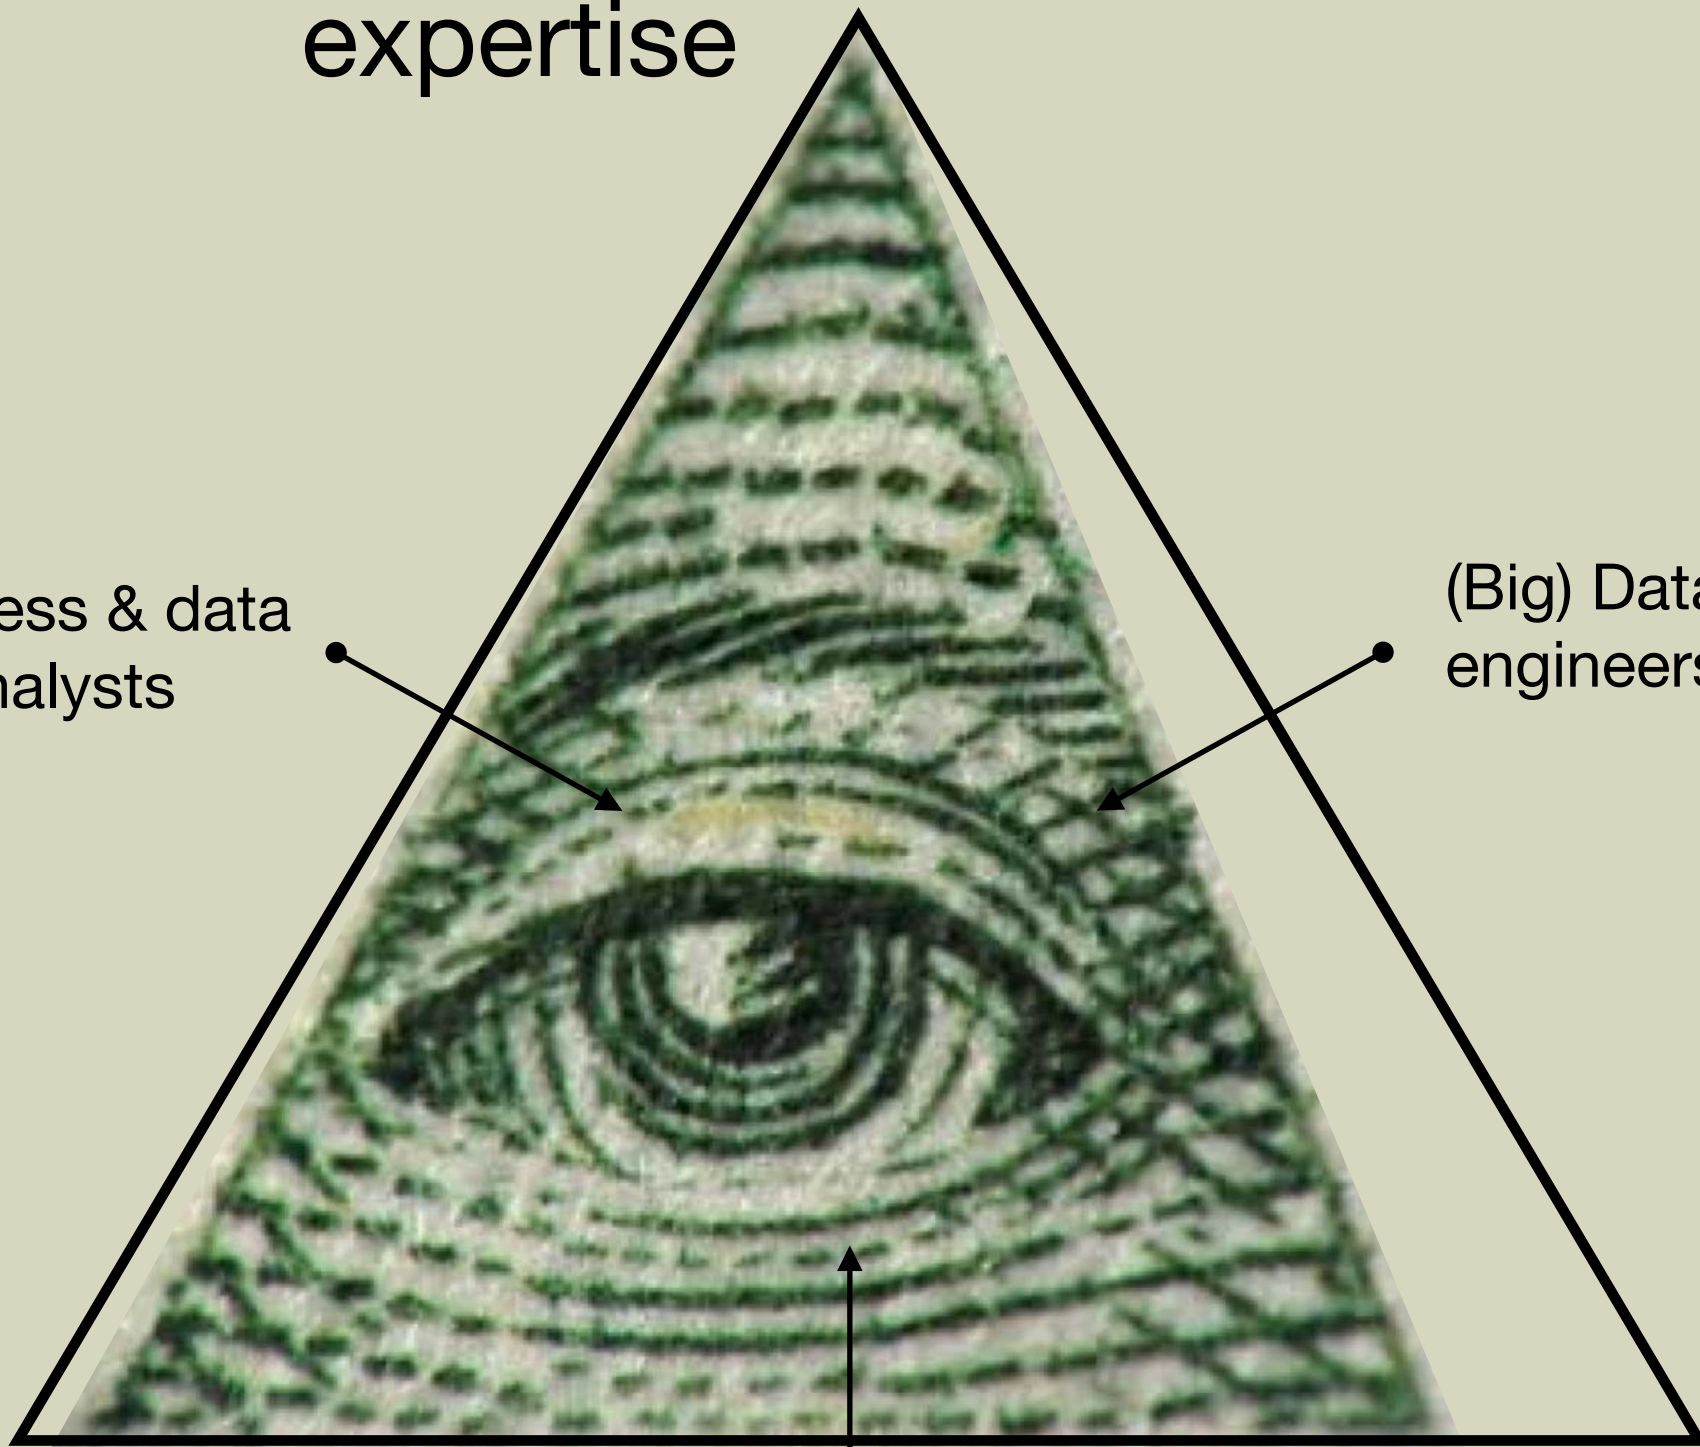 expertise
ess & data
nalysts
(Big) Data
engineers